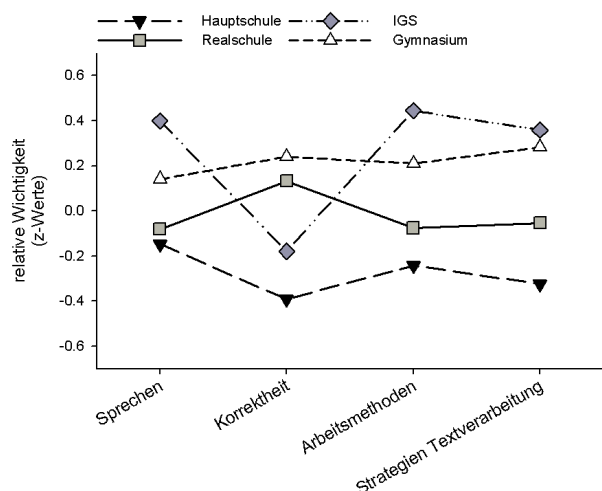 Hauptschule
IGS
Realschule
Gymnasium
relative Wichtigkeit
(z-Werte)
0.6
0.4
0.2
0.0
-0.2
-0.4
-0.6
Sprechen
Korrektheit
Arbeitsmethoden
Strategien Textverarbeitung